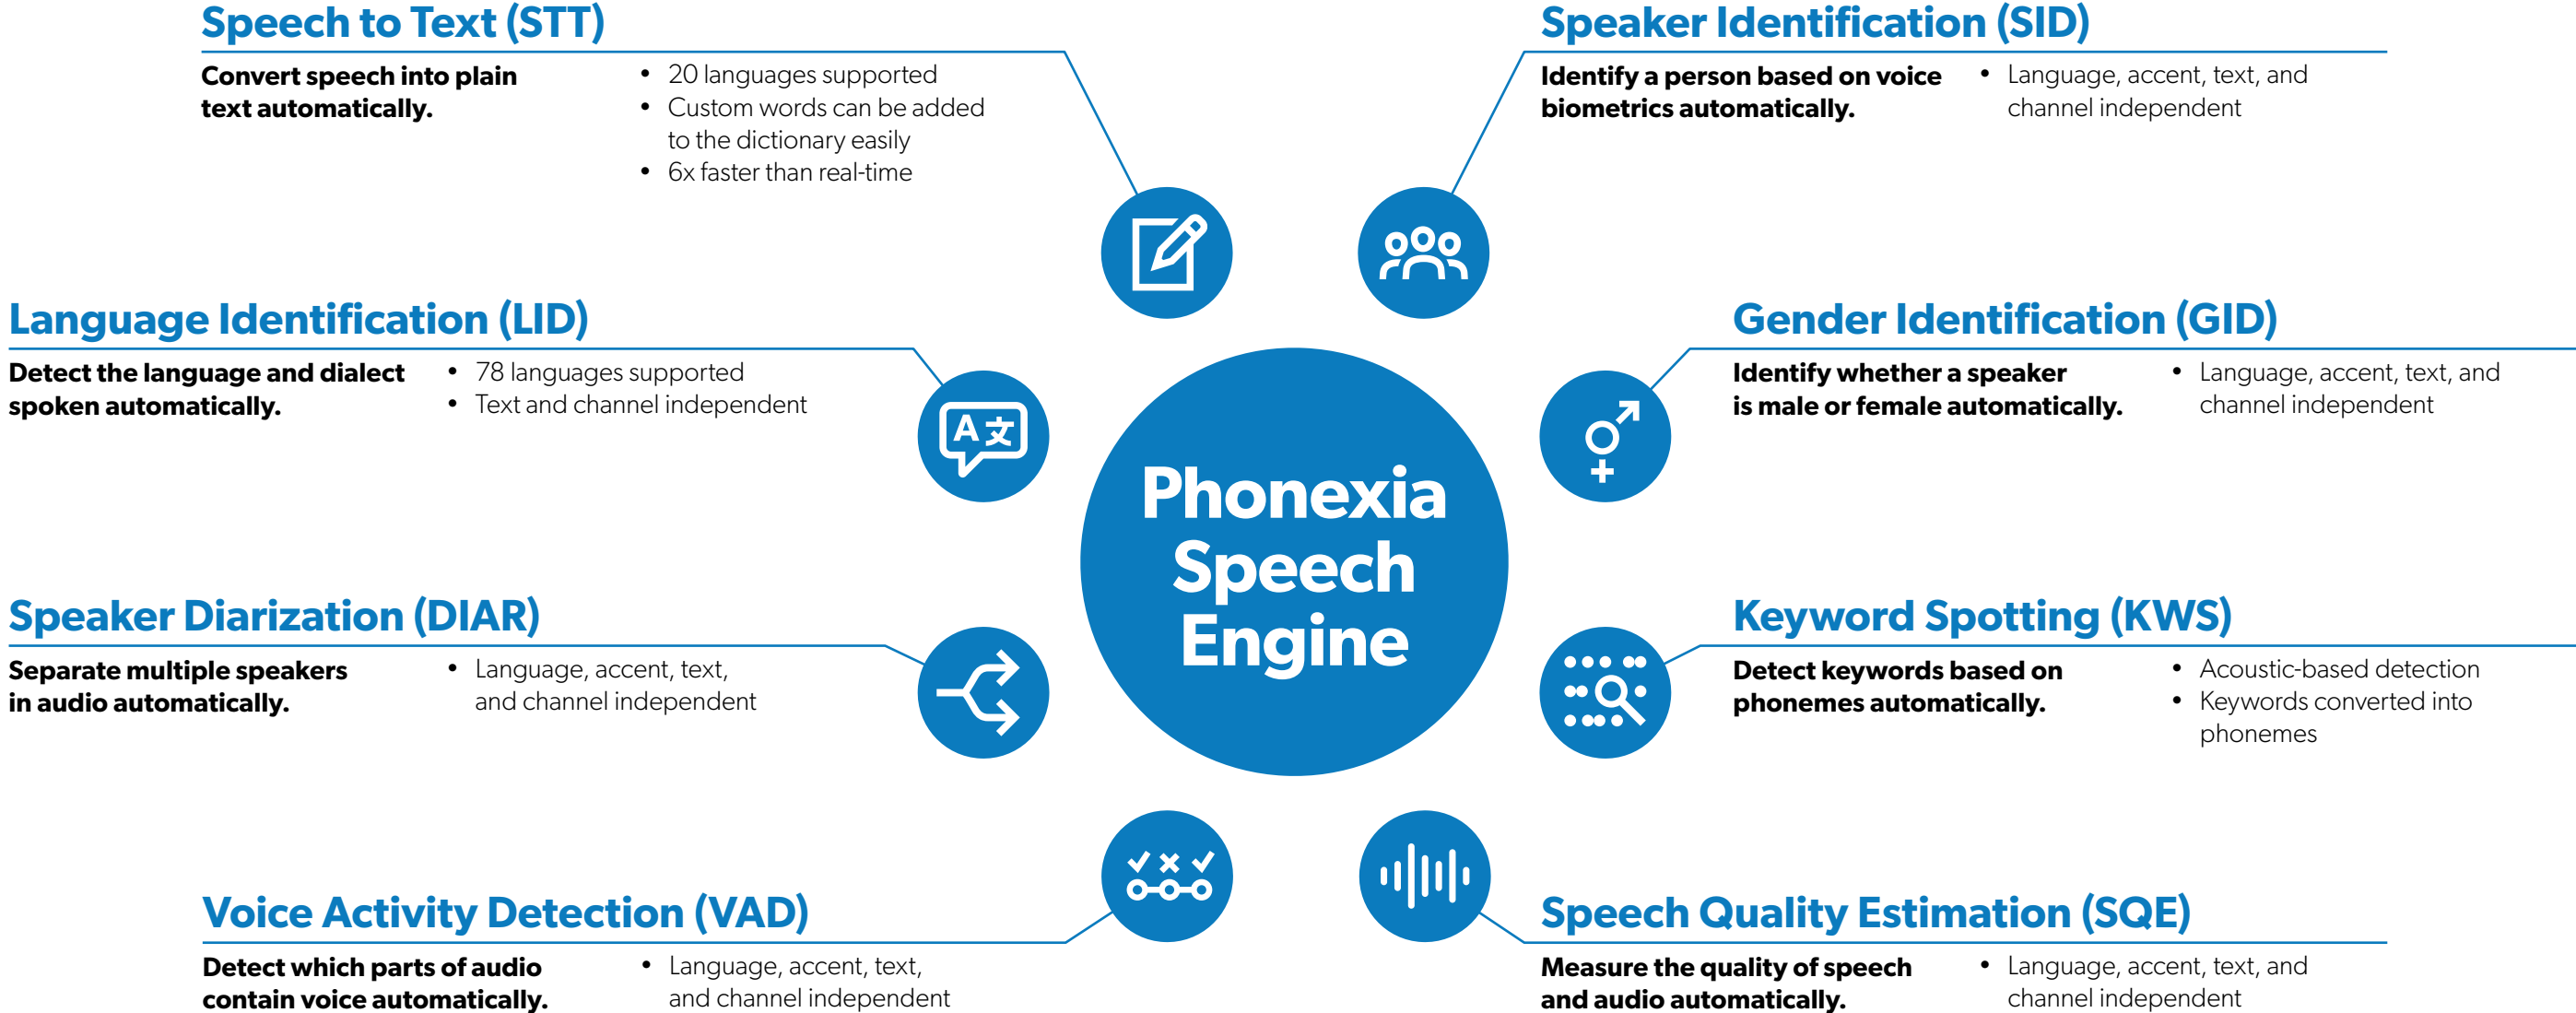 Speech to Text (STT)
Convert speech into plain
text automatically.
• 20 languages supported
• Custom words can be added
to the dictionary easily
• 6x faster than real-time
Speaker Identification (SID)
Identify a person based on voice
biometrics automatically.
• Language, accent, text, and
channel independent
Language Identification (LID)
Detect the language and dialect
spoken automatically.
• 78 languages supported
• Text and channel independent
A文
Gender Identification (GID)
Identify whether a speaker
is male or female automatically.
• Language, accent, text, and
channel independent
Phonexia
Speech
Engine
Speaker Diarization (DIAR)
Separate multiple speakers
in audio automatically.
• Language, accent, text,
and channel independent
Keyword Spotting (KWS)
Detect keywords based on
phonemes automatically.
• Acoustic-based detection
• Keywords converted into
phonemes
Voice Activity Detection (VAD)
Detect which parts of audio
contain voice automatically.
• Language, accent, text,
and channel independent
Speech Quality Estimation (SQE)
Measure the quality of speech
and audio automatically.
• Language, accent, text, and
channel independent